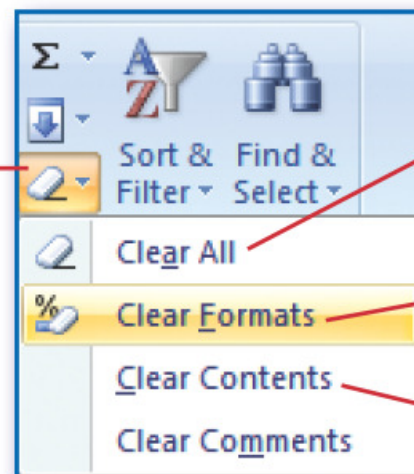 Σ
A
Z
Sort & Find &
Filter Select
Clear All
%
Clear Formats
Clear Contents
Clear Comments